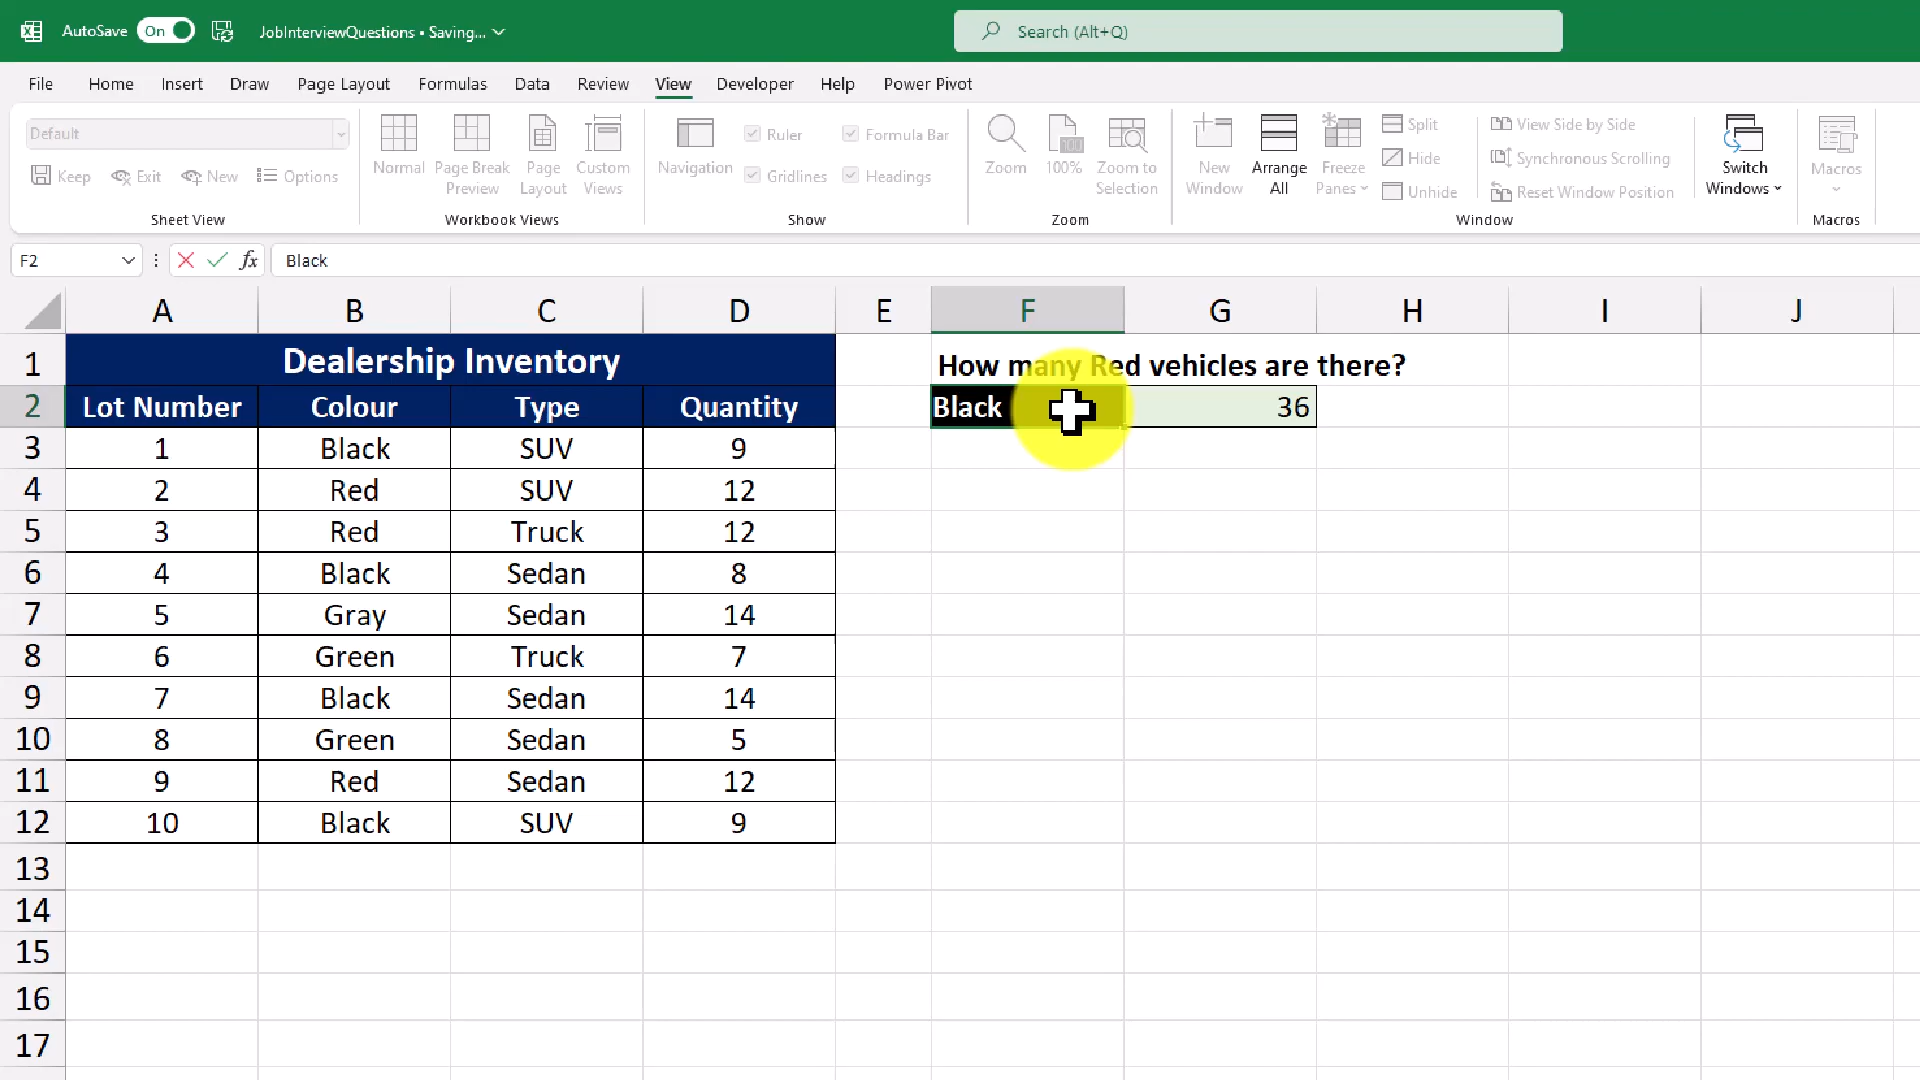 AutoSave On JobInterviewQuestions • Saving... Search (Alt+Q)
File Home Insert Draw Page Layout Formulas Data Review View Developer Help Power Pivot
Default
Keep Exit New Options
Sheet View
Normal Page Break Preview Page Layout Custom Views
Workbook Views
Navigation Ruler Formula Bar
Gridlines Headings
Show
Zoom 100% Zoom to Selection
Zoom
New Window Arrange All Freeze Panes
Split
Hide
Unhide
View Side by Side
Synchronous Scrolling
Reset Window Position
Switch Windows
Window
Macros
Macros
F2 fx Black
A B C D E F G H I J
1 Dealership Inventory How many Red vehicles are there?
2 Lot Number Colour Type Quantity Black 36
3 1 Black SUV 9
4 2 Red SUV 12
5 3 Red Truck 12
6 4 Black Sedan 8
7 5 Gray Sedan 14
8 6 Green Truck 7
9 7 Black Sedan 14
10 8 Green Sedan 5
11 9 Red Sedan 12
12 10 Black SUV 9
13
14
15
16
17